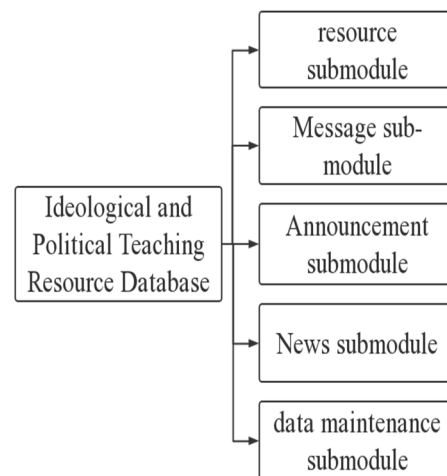 resource
submodule
Message sub-
module
Ideological and
Political Teaching
Resource Database
Announcement
submodule
News submodule
data maintenance
submodule